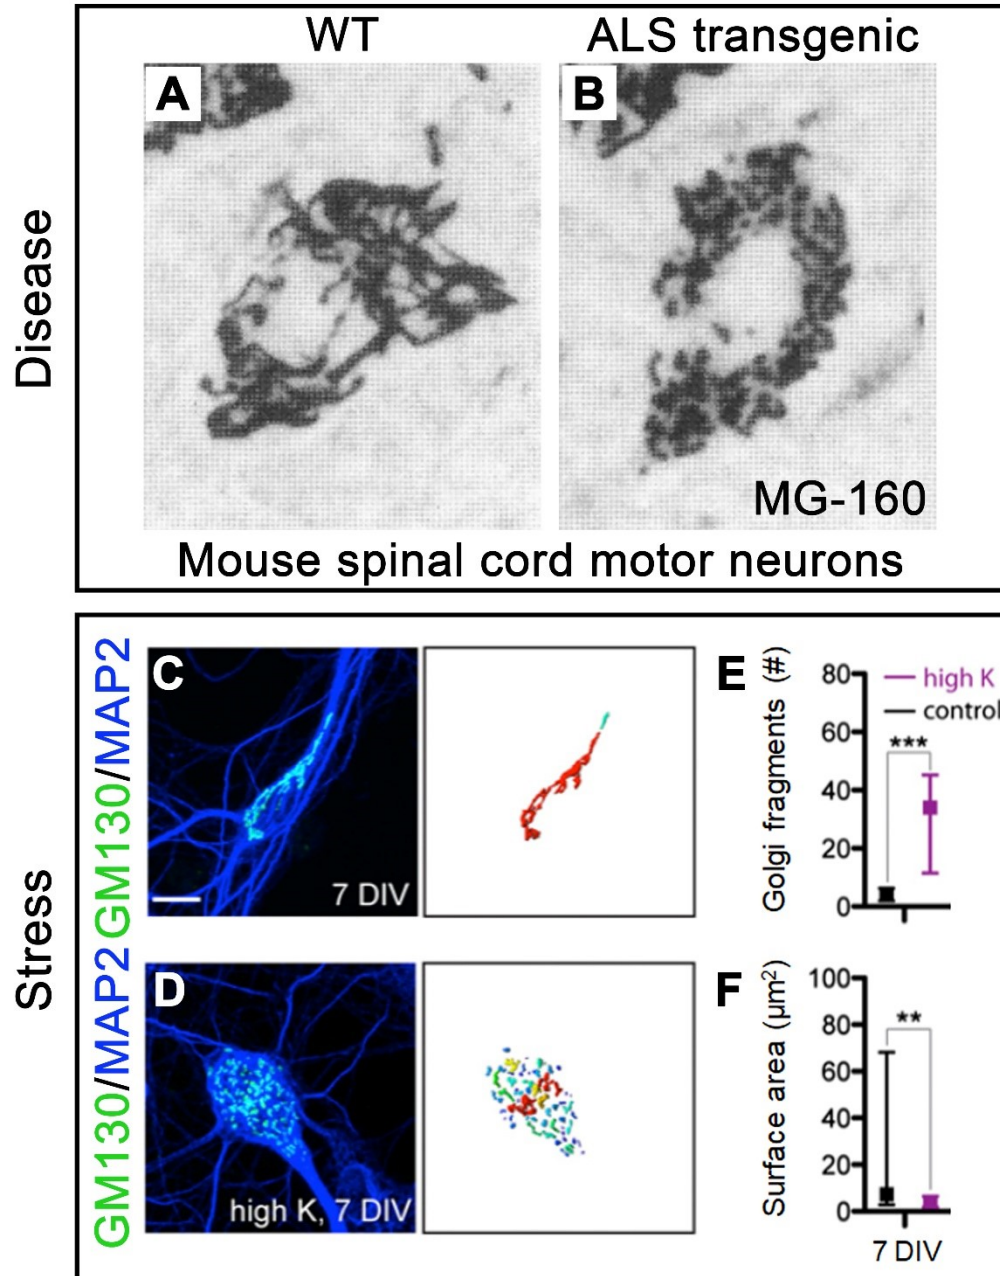 WT
ALS transgenic
Disease
A
B
MG-160
Mouse spinal cord motor neurons
Stress
GM130/MAP2
C
7 DIV
E
Golgi fragments (#)
80
60
40
20
0
high K
control
***
GM130/MAP2
D
high K, 7 DIV
F
Surface area (µm²)
100
80
60
40
20
0
**
7 DIV